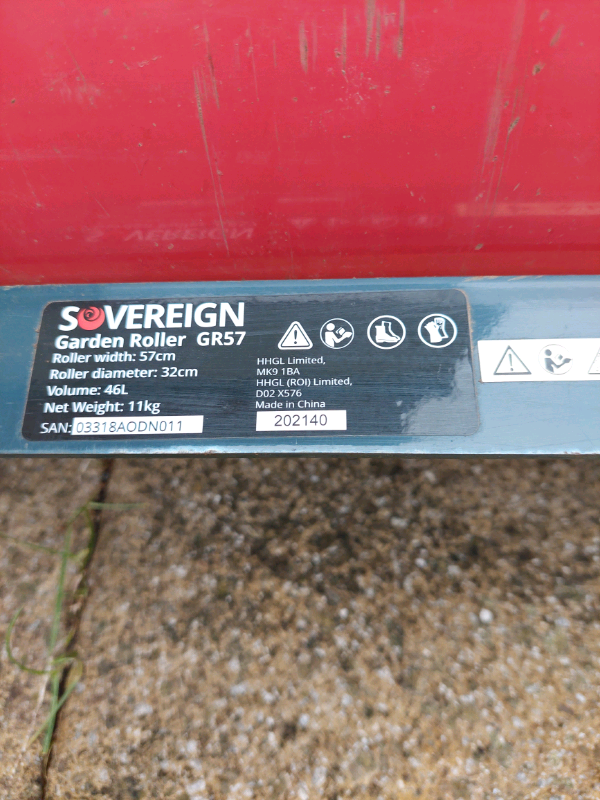 SOVEREIGN
Garden Roller GR57
Roller width: 57cm
Roller diameter: 32cm
Volume: 46L
Net Weight: 11kg
SAN: 03318AODN011
HHGL Limited,
MK9 1BA
HHGL (ROI) Limited,
D02 X576
Made in China
202140